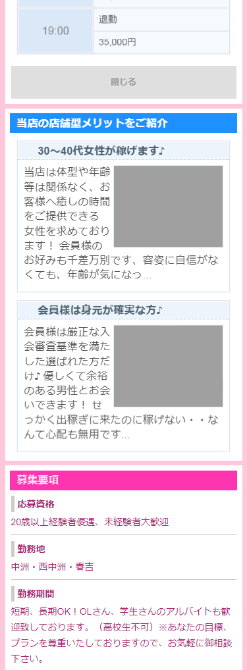 19:00
退勤
35,000円
閉じる
当店の店舗型メリットをご紹介
30～40代女性が稼げます♪
当店は体型や年齢
等は関係なく、お
客様へ癒しの時間
をご提供できる
女性を求めており
ます！ 会員様の
お好みも千差万別です、容姿に自信がな
くても、年齢が気になっ...
会員様は身元が確実な方♪
会員様は厳正な入
会審査基準を満た
した選ばれた方だ
け♪ 優しくて余裕
のある男性とお会
いできます！ せ
っかく出稼ぎに来たのに稼げない・・な
んて心配も無用です...
募集要項
応募資格
20歳以上経験者優遇、未経験者大歓迎
勤務地
中洲・西中洲・春吉
勤務期間
短期、長期OK！OLさん、学生さんのアルバイトも歓
迎致しております。（高校生不可）※あなたの目標、
プランを尊重いたしておりますので、お気軽に御相談
下さい。